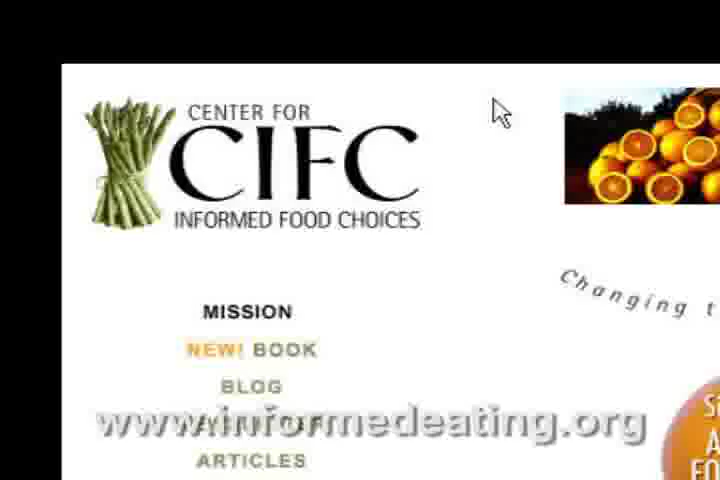 CENTER FOR
CIFC
INFORMED FOOD CHOICES
Changing t
MISSION
NEW! BOOK
BLOG
www.informedeating.org
ARTICLES